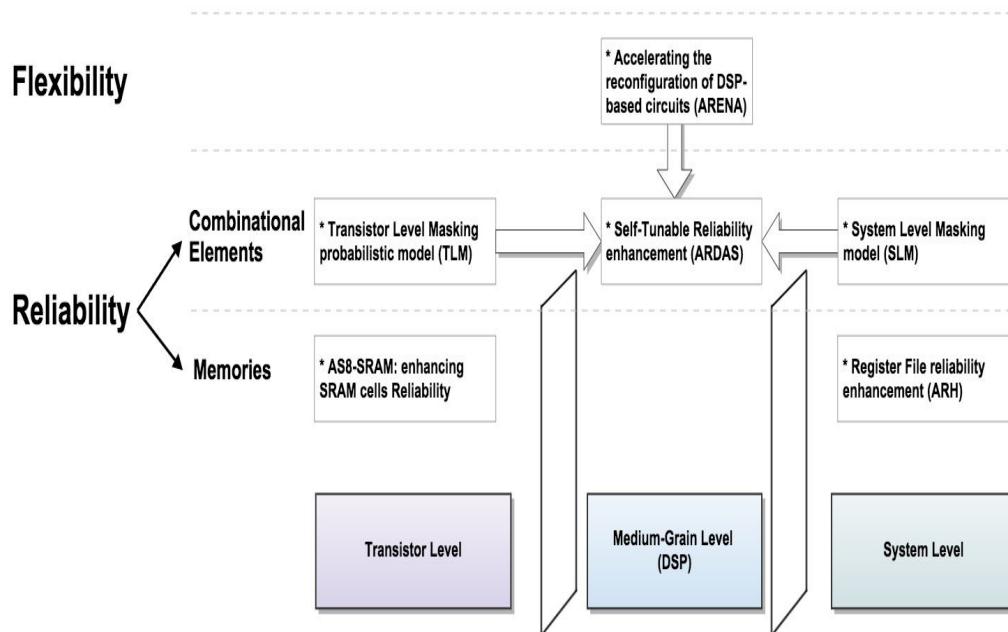 Flexibility
* Accelerating the
reconfiguration of DSP-
based circuits (ARENA)
Reliability
Combinational
Elements
* Transistor Level Masking
probabilistic model (TLM)
* Self-Tunable Reliability
enhancement (ARDAS)
* System Level Masking
model (SLM)
Memories
* AS8-SRAM: enhancing
SRAM cells Reliability
* Register File reliability
enhancement (ARH)
Transistor Level
Medium-Grain Level
(DSP)
System Level